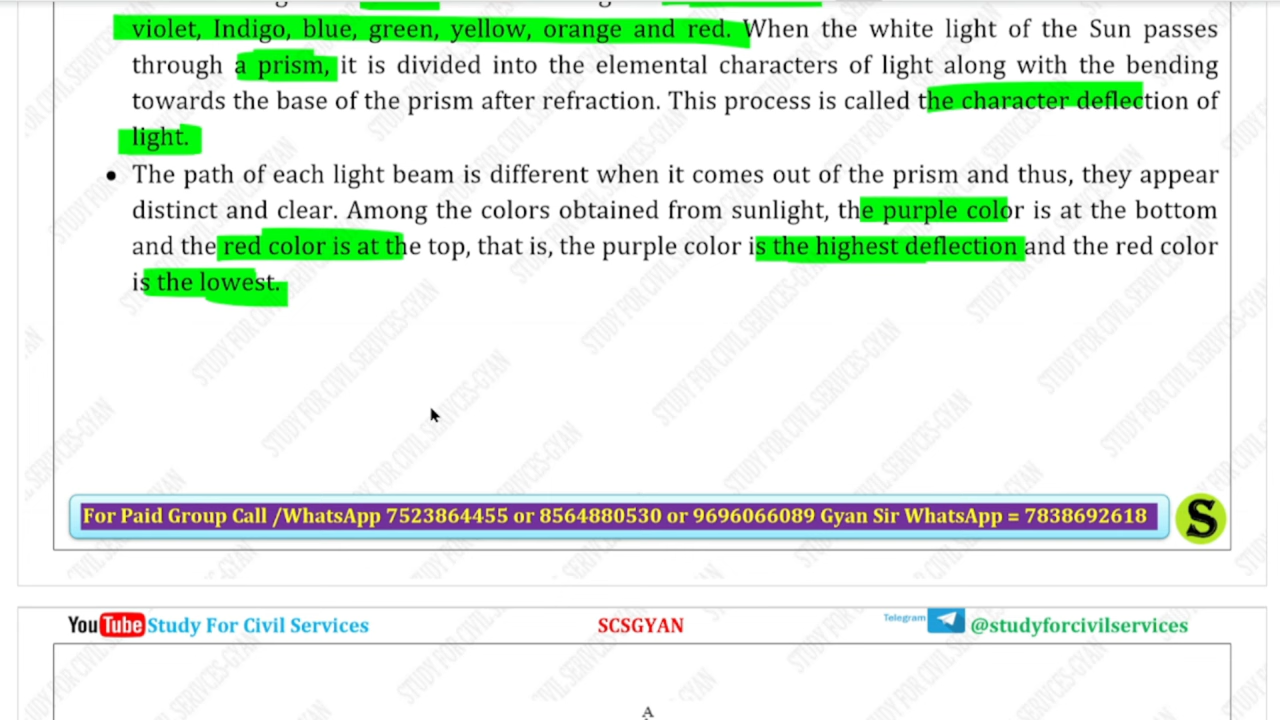 violet, Indigo, blue, green, yellow, orange and red. When the white light of the Sun passes
through a prism, it is divided into the elemental characters of light along with the bending
towards the base of the prism after refraction. This process is called the character deflection of
light.
• The path of each light beam is different when it comes out of the prism and thus, they appear
distinct and clear. Among the colors obtained from sunlight, the purple color is at the bottom
and the red color is at the top, that is, the purple color is the highest deflection and the red color
is the lowest.
For Paid Group Call /WhatsApp 7523864455 or 8564880530 or 9696066089 Gyan Sir WhatsApp = 7838692618
S
YouTube Study For Civil Services
SCSGYAN
Telegram @studyforcivilservices
STUDY FOR CIVIL SERIVCES-GYAN
A